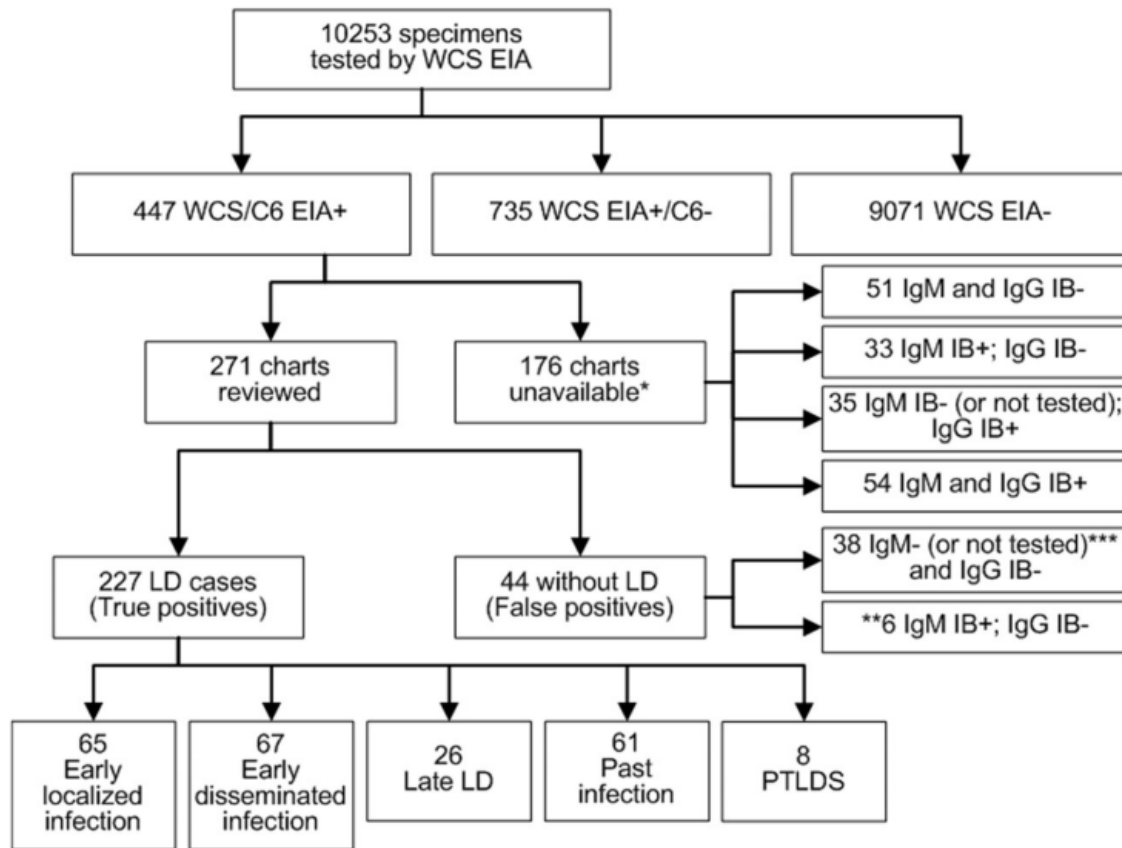 10253 specimens
tested by WCS EIA
447 WCS/C6 EIA+
735 WCS EIA+/C6-
9071 WCS EIA-
271 charts
reviewed
176 charts
unavailable*
51 IgM and IgG IB-
33 IgM IB+; IgG IB-
35 IgM IB- (or not tested);
IgG IB+
54 IgM and IgG IB+
227 LD cases
(True positives)
44 without LD
(False positives)
38 IgM- (or not tested)***
and IgG IB-
**6 IgM IB+; IgG IB-
65
Early
localized
infection
67
Early
disseminated
infection
26
Late LD
61
Past
infection
8
PTLDS